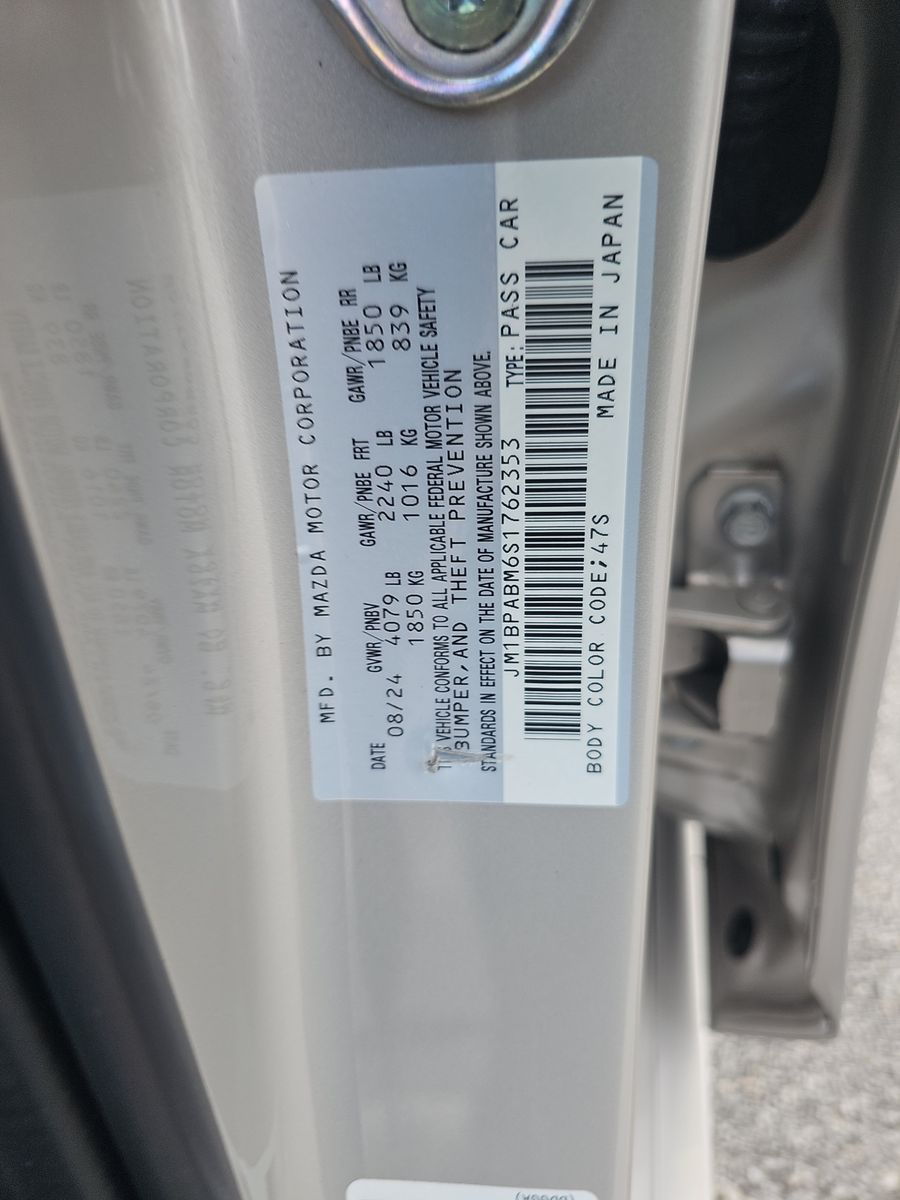 MFD. BY MAZDA MOTOR CORPORATION
DATE GVWR/PNBV GAWR/PNBE FRT GAWR/PNBE RR
08/24 4079 LB 2240 LB 1850 LB
1850 KG 1016 KG 839 KG
VEHICLE CONFORMS TO ALL APPLICABLE FEDERAL MOTOR VEHICLE SAFETY
BUMPER, AND THEFT PREVENTION
STANDARDS IN EFFECT ON THE DATE OF MANUFACTURE SHOWN ABOVE.
JM1BPABM6S1762353 TYPE: PASS CAR
BODY COLOR CODE;47S MADE IN JAPAN